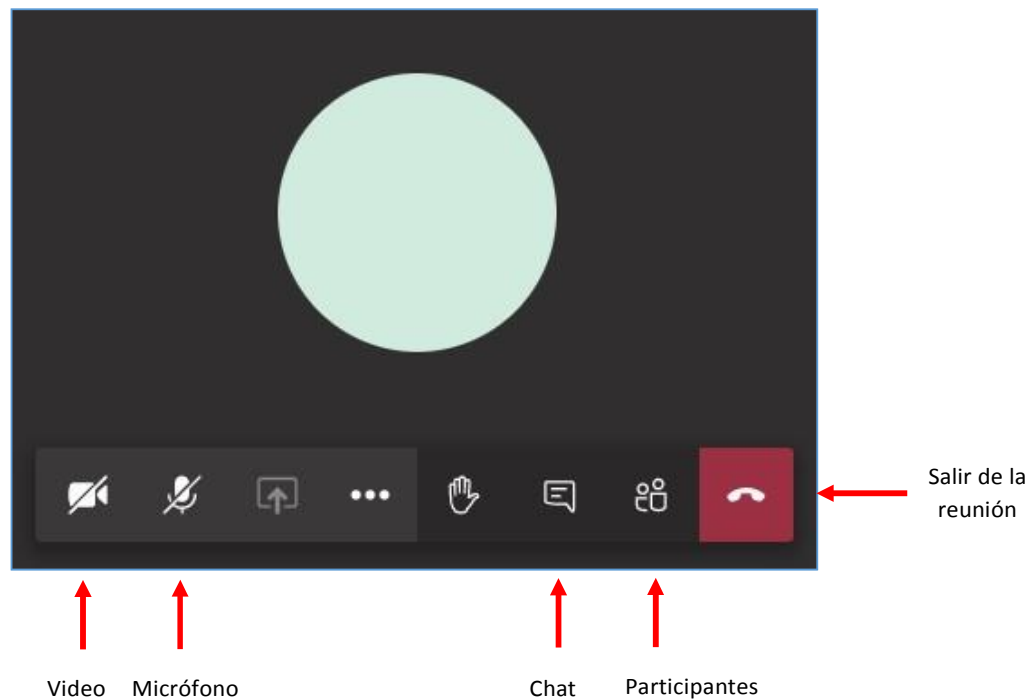 Salir de la
reunión
Video
Micrófono
Chat
Participantes